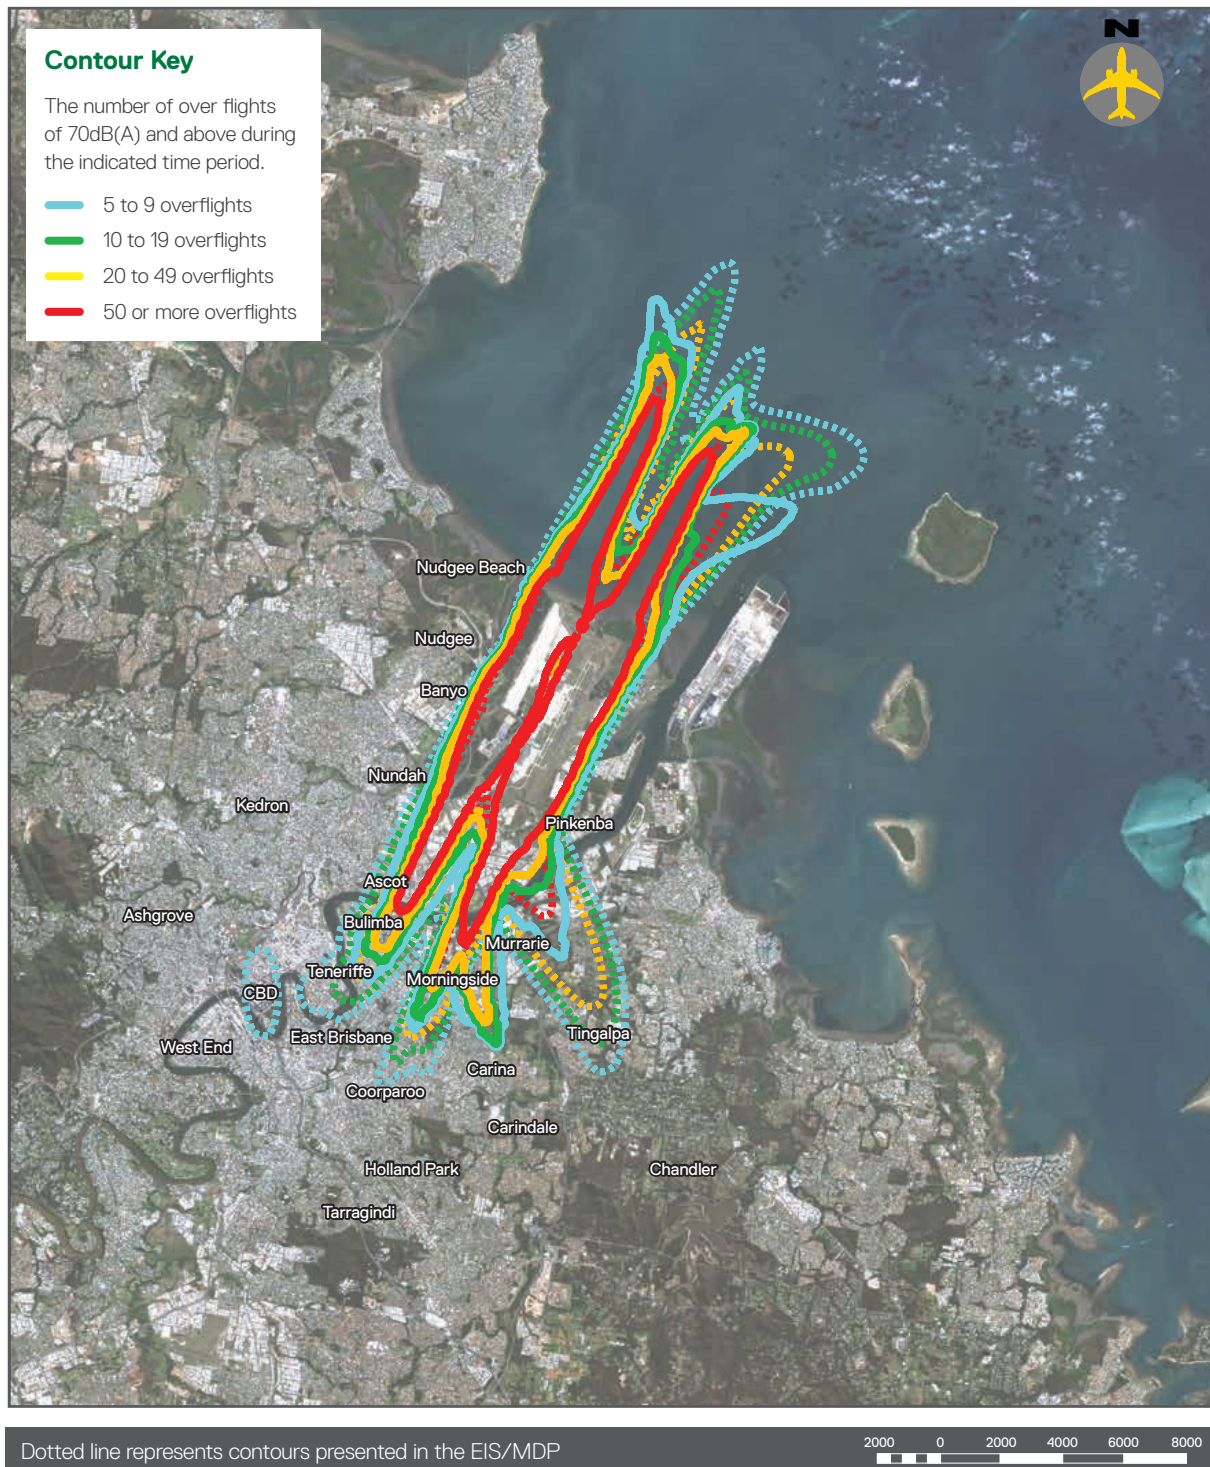 N
Contour Key
The number of over flights
of 70dB(A) and above during
the indicated time period.
5 to 9 overflights
10 to 19 overflights
20 to 49 overflights
50 or more overflights
Nudgee Beach
Nudgee
Banyo
Nundah
Kedron
Pinkenba
Ascot
Ashgrove
Bulimba
Murrarie
Teneriffe
Morningside
CBD
East Brisbane
Tingalpa
West End
Carina
Coorparoo
Carindale
Holland Park
Chandler
Tarragindi
Dotted line represents contours presented in the EIS/MDP
2000 0 2000 4000 6000 8000